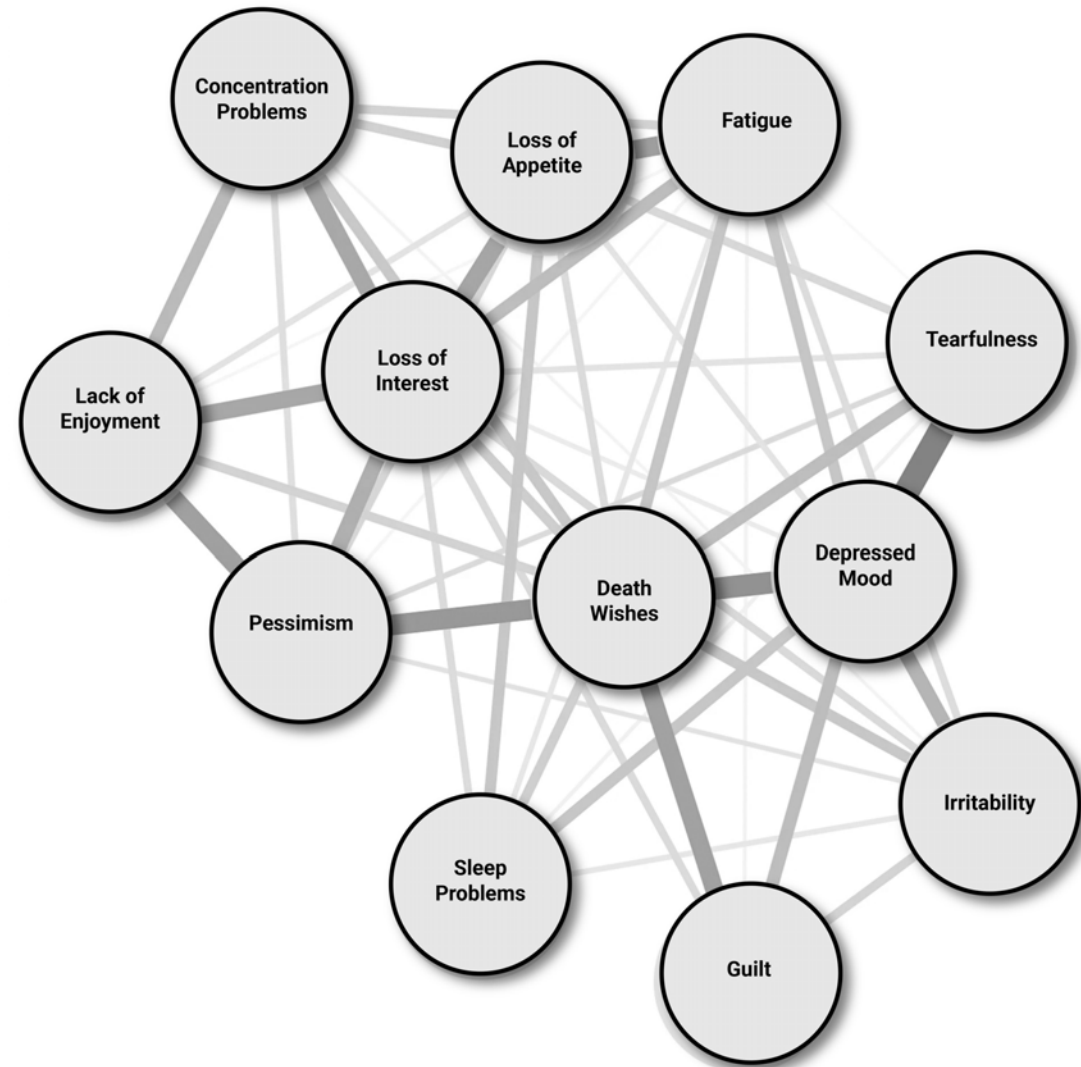 Concentration
Problems
Loss of
Appetite
Fatigue
Tearfulness
Loss of
Interest
Lack of
Enjoyment
Depressed
Mood
Death
Wishes
Pessimism
Irritability
Sleep
Problems
Guilt